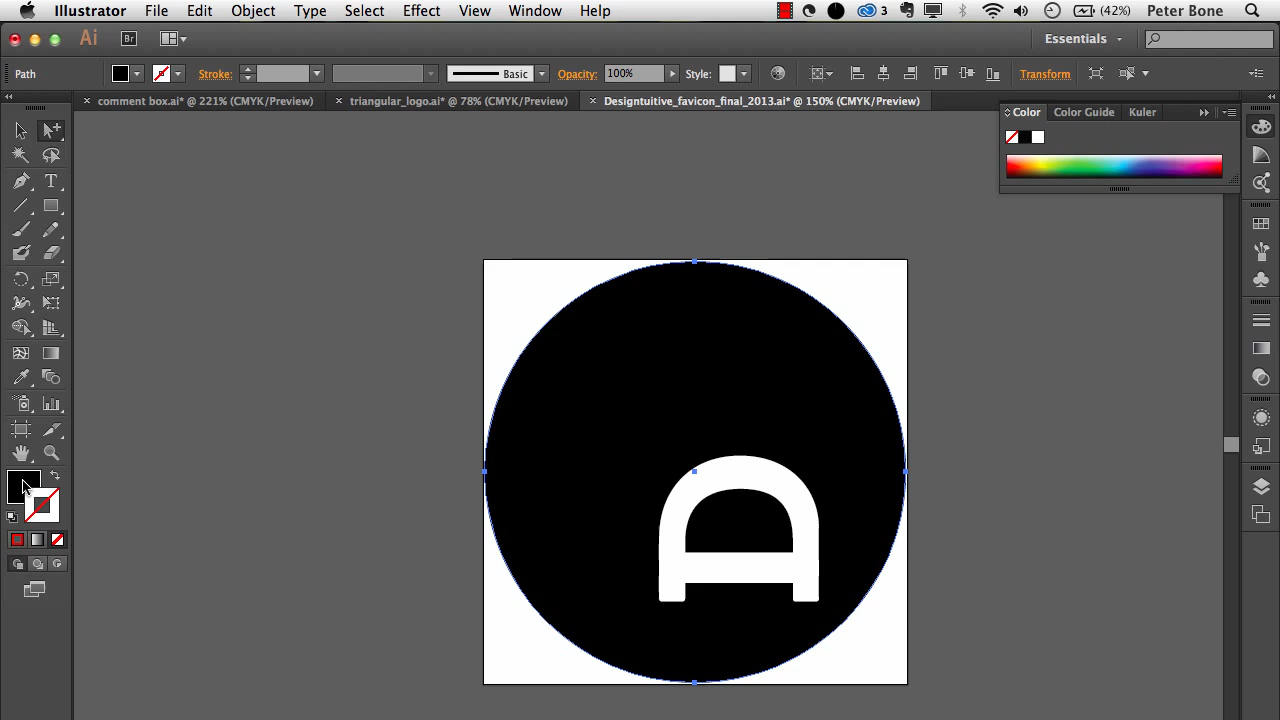 Illustrator File Edit Object Type Select Effect View Window Help 3 (42%) Peter Bone
Ai Br Essentials
Path Stroke: Basic Opacity: 100% Style: Transform
comment box.ai* @ 221% (CMYK/Preview) triangular_logo.ai* @ 78% (CMYK/Preview) Designtuitive_favicon_final_2013.ai* @ 150% (CMYK/Preview)
Color Color Guide Kuler
T